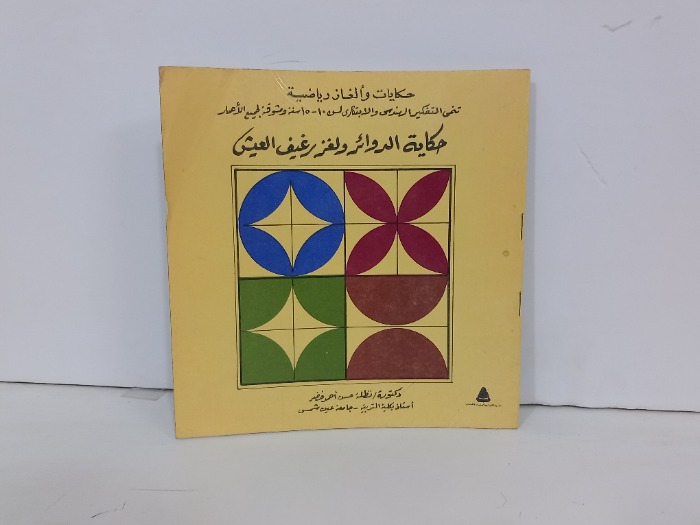 حكايات وألغاز رياضية
تنمى التفكير الهندسى والابتكارى لسن ١٠-١٥ سنة ومشوقة لجميع الأعمار
حكاية الدوائر ولغز رغيف العيش
دكتورة/ نظلة حسن أحمد خضر
أستاذ بكلية التربية - جامعة عين شمس